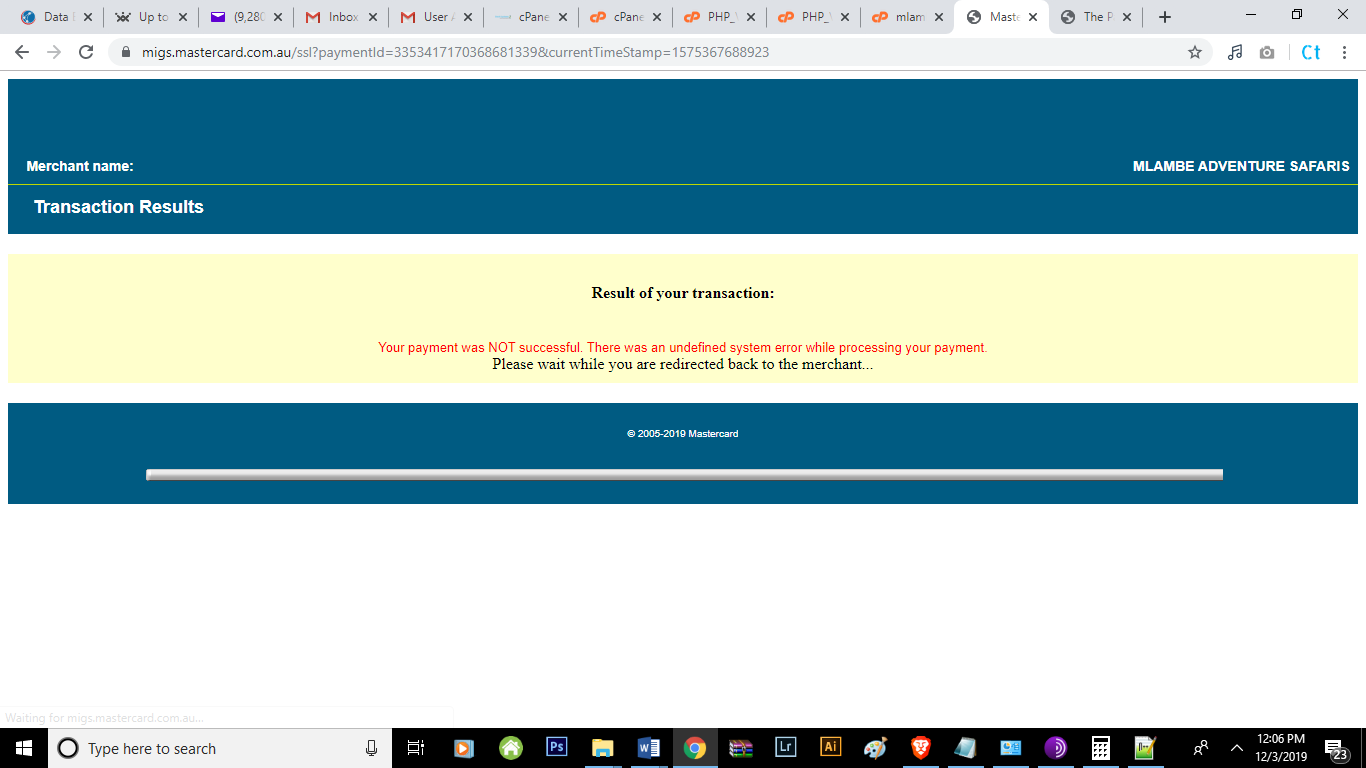 Data
Up to
(9,280
Inbox
User
cPane
cPane
PHP_
PHP_
mlam
Maste
The P
migs.mastercard.com.au/ssl?paymentId=33534171703686813398&currentTimeStamp=1575367688923
Ct
Merchant name:
MLAMBE ADVENTURE SAFARIS
Transaction Results
Result of your transaction:
Your payment was NOT successful. There was an undefined system error while processing your payment.
Please wait while you are redirected back to the merchant...
© 2005-2019 Mastercard
Waiting for migs.mastercard.com.au...
Type here to search
Ps
W
Lr
Ai
12:06 PM
12/3/2019
23